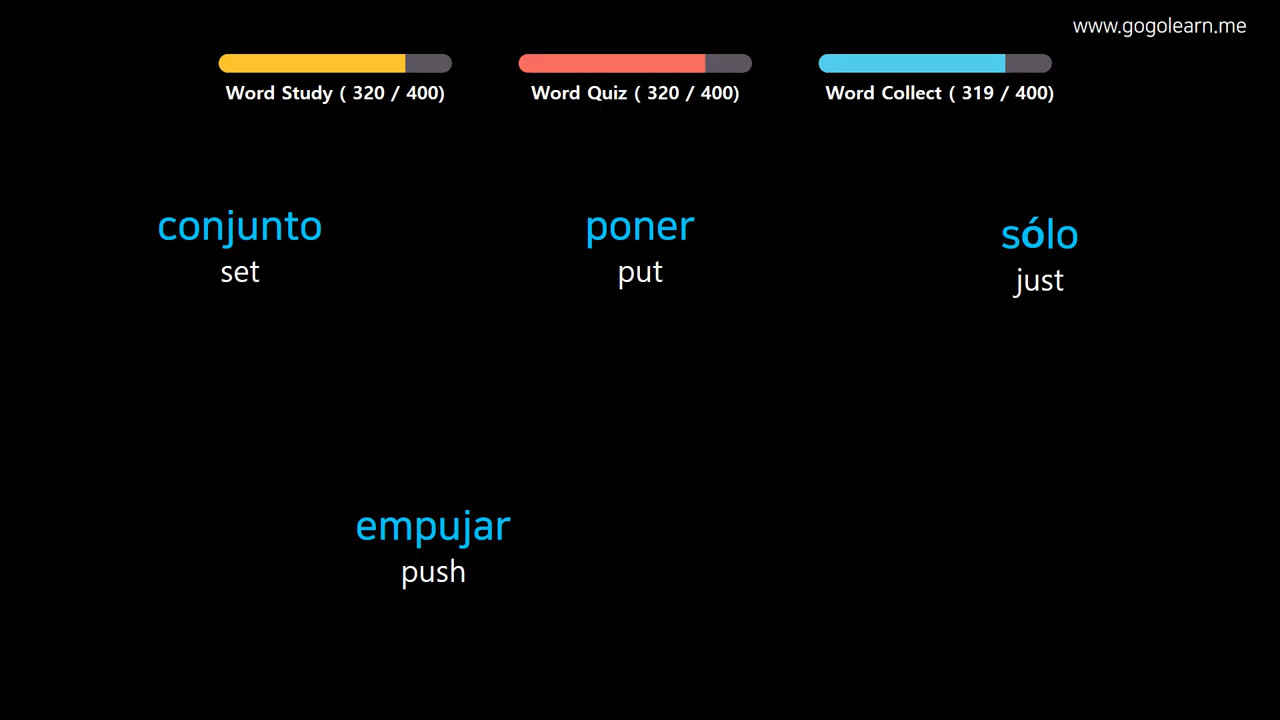 www.gogolearn.me
Word Study ( 320 / 400)
Word Quiz ( 320 / 400)
Word Collect ( 319 / 400)
conjunto
set
poner
put
sólo
just
empujar
push